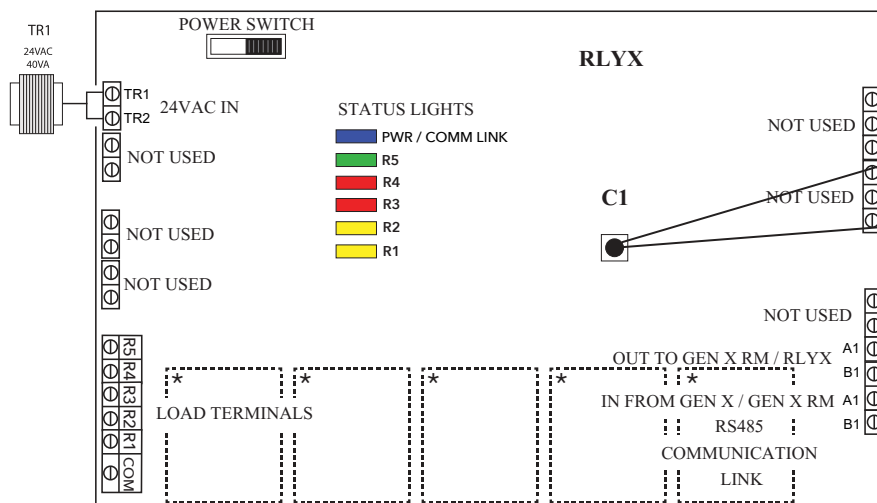 POWER SWITCH
TR1
24VAC
40VA
RLYX
TR1
24VAC IN
TR2
NOT USED
STATUS LIGHTS
PWR / COMM LINK
R5
R4
R3
R2
R1
NOT USED
NOT USED
C1
NOT USED
NOT USED
NOT USED
R5
R4
R3
R2
R1
COM
LOAD TERMINALS
*
*
*
*
*
OUT TO GEN X RM / RLYX
A1
B1
IN FROM GEN X / GEN X RM
A1
B1
RS485
COMMUNICATION
LINK